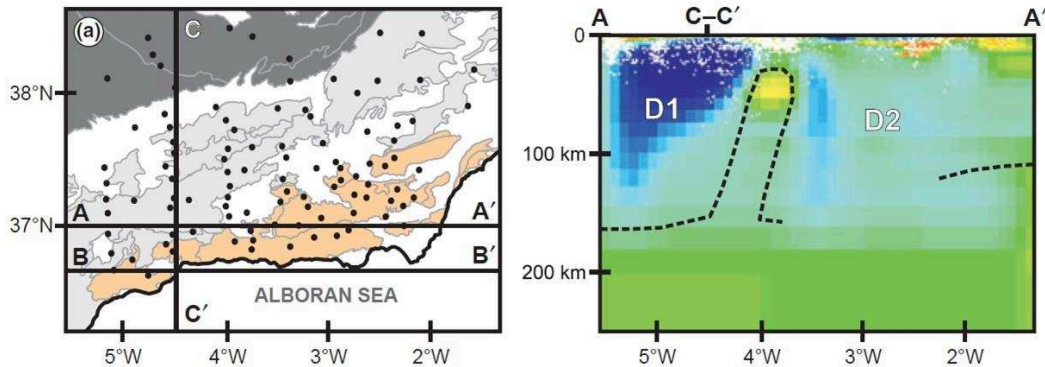 (a)
C
38°N
A
A′
37°N
B
B′
ALBORAN SEA
C′
5°W
4°W
3°W
2°W
A
C–C′
A′
0
D1
D2
100 km
200 km
5°W
4°W
3°W
2°W